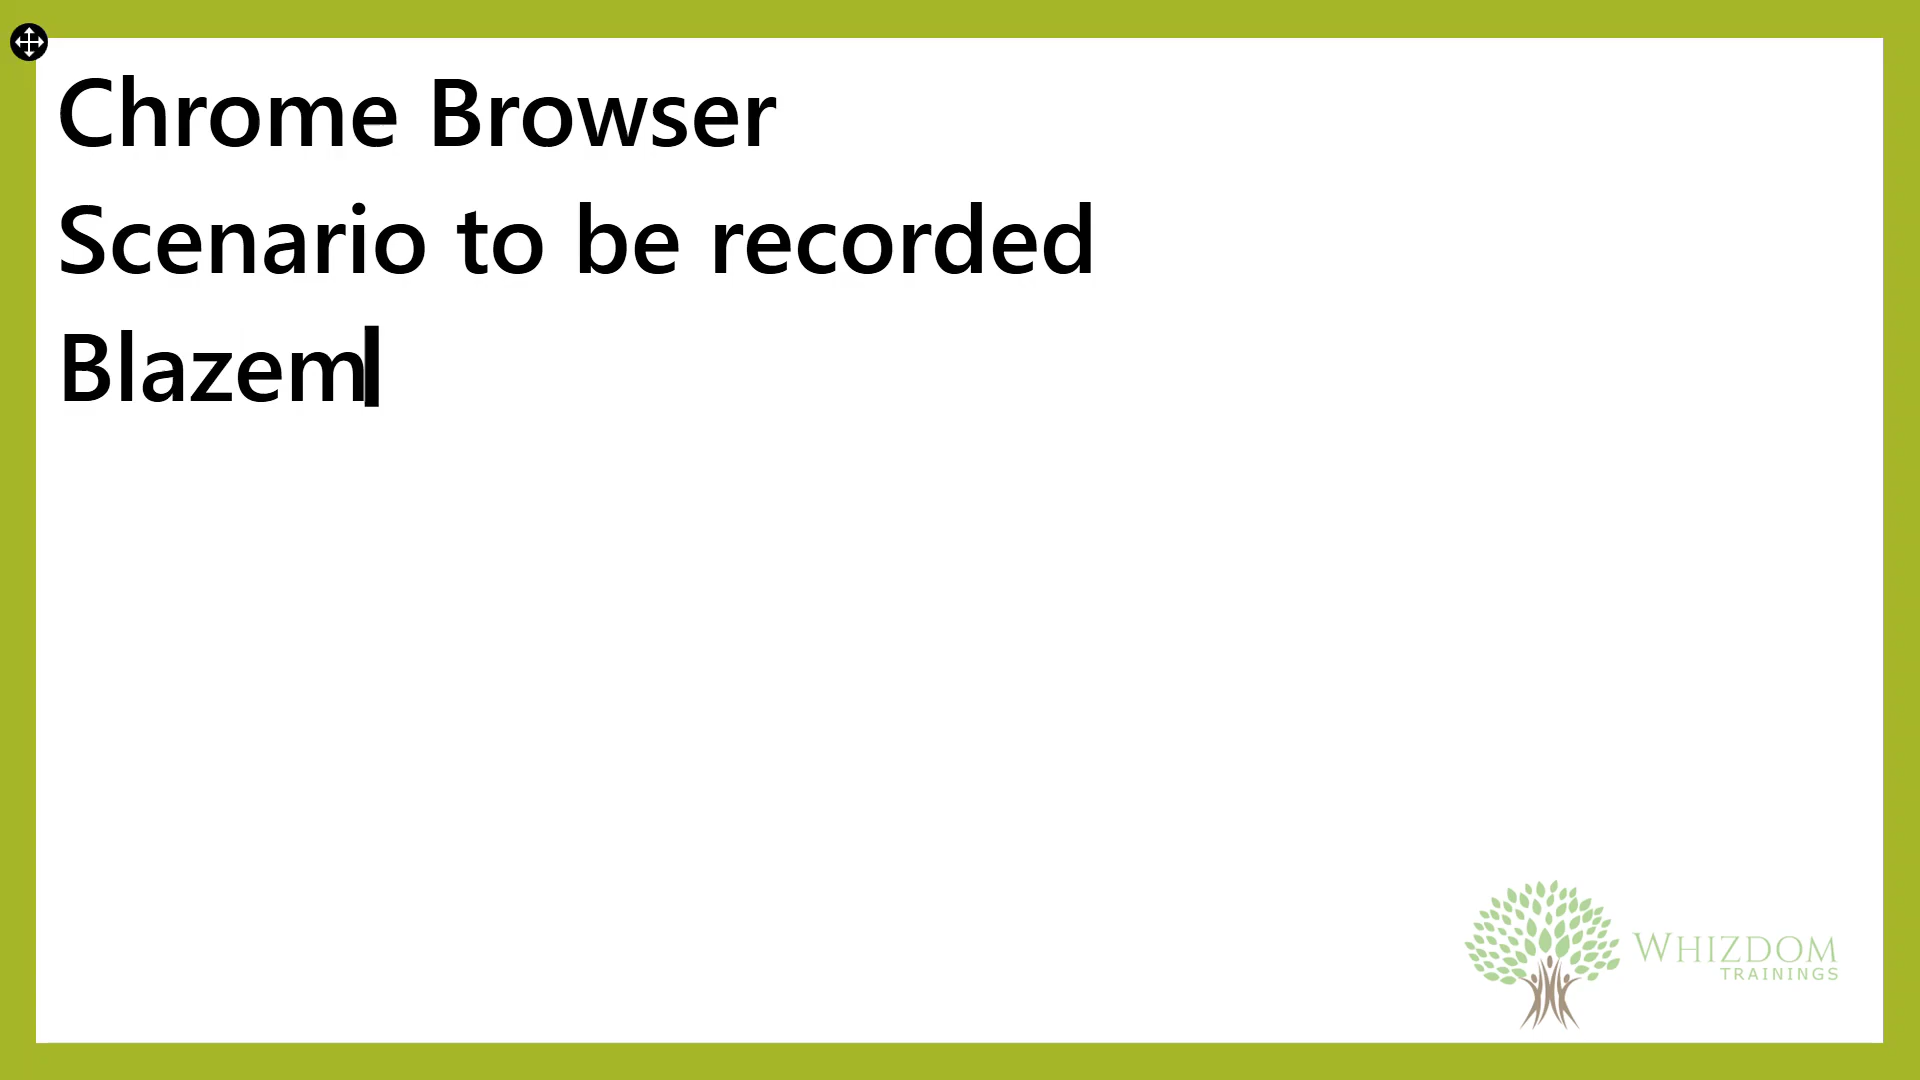 Chrome Browser
Scenario to be recorded
Blazem
WHIZDOM
TRAININGS